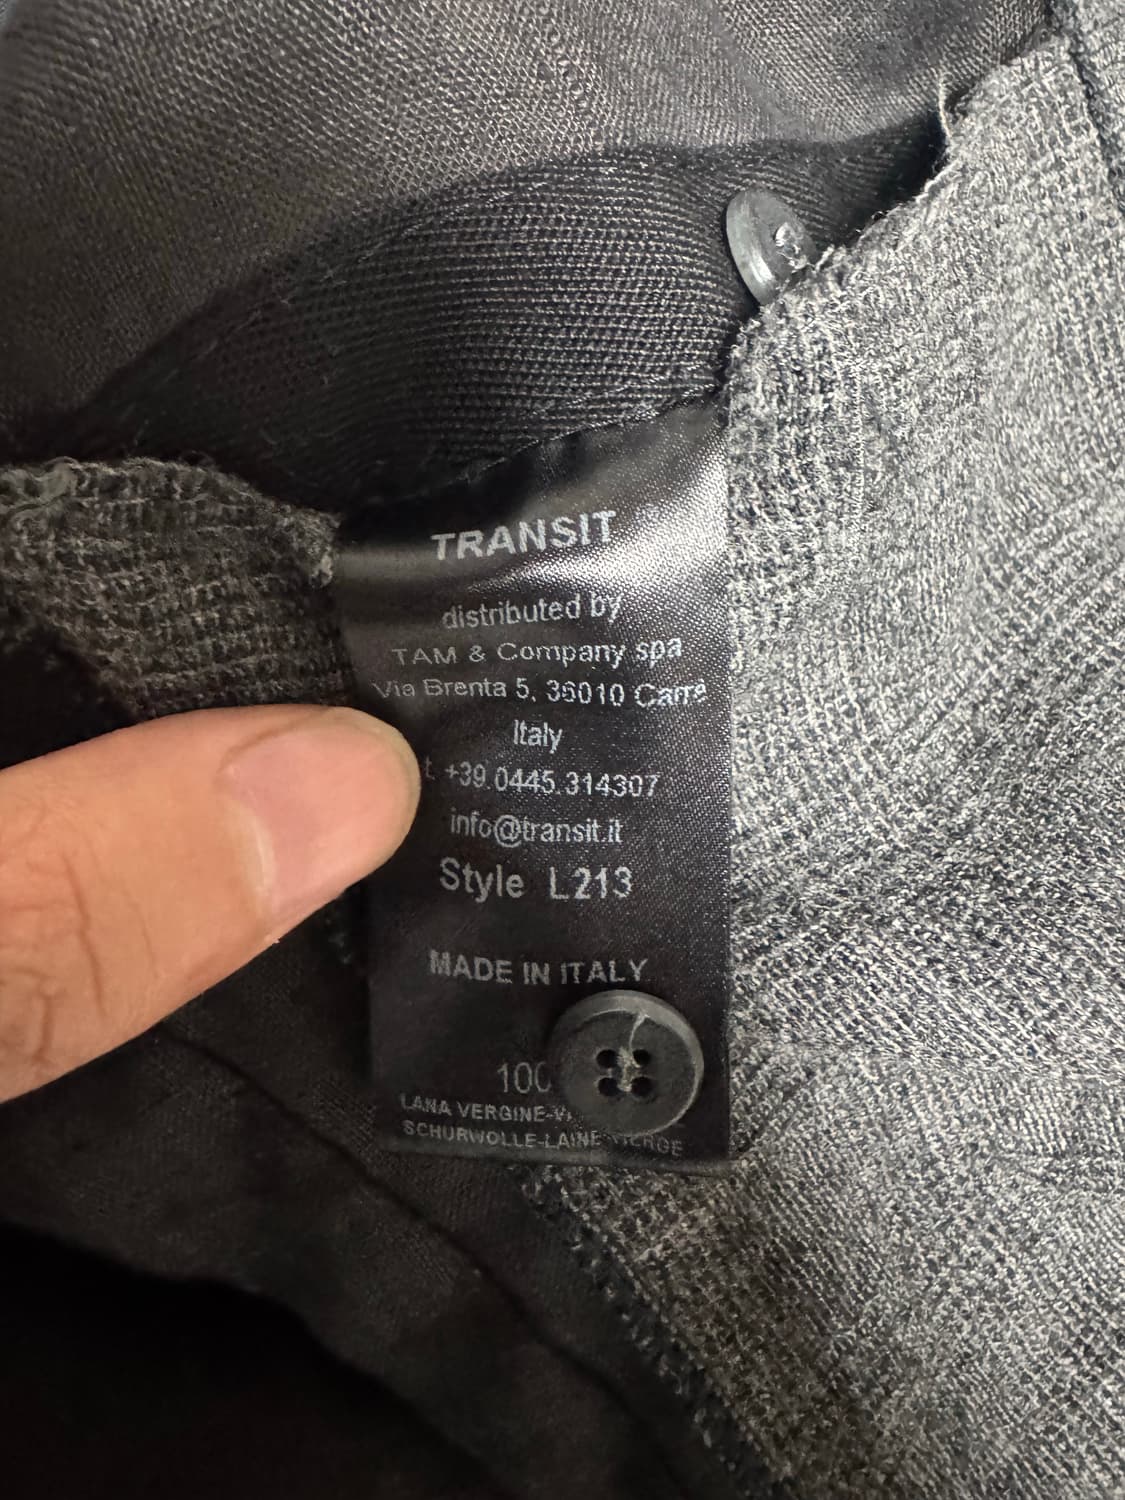 TRANSIT
distributed by
TAM & Company spa
Via Brenta 5, 36010 Carrè
Italy
t. +39.0445.314307
info@transit.it
Style L213
MADE IN ITALY
100
LANA VERGINE-
SCHURWOLLE-LAINE VIERGE